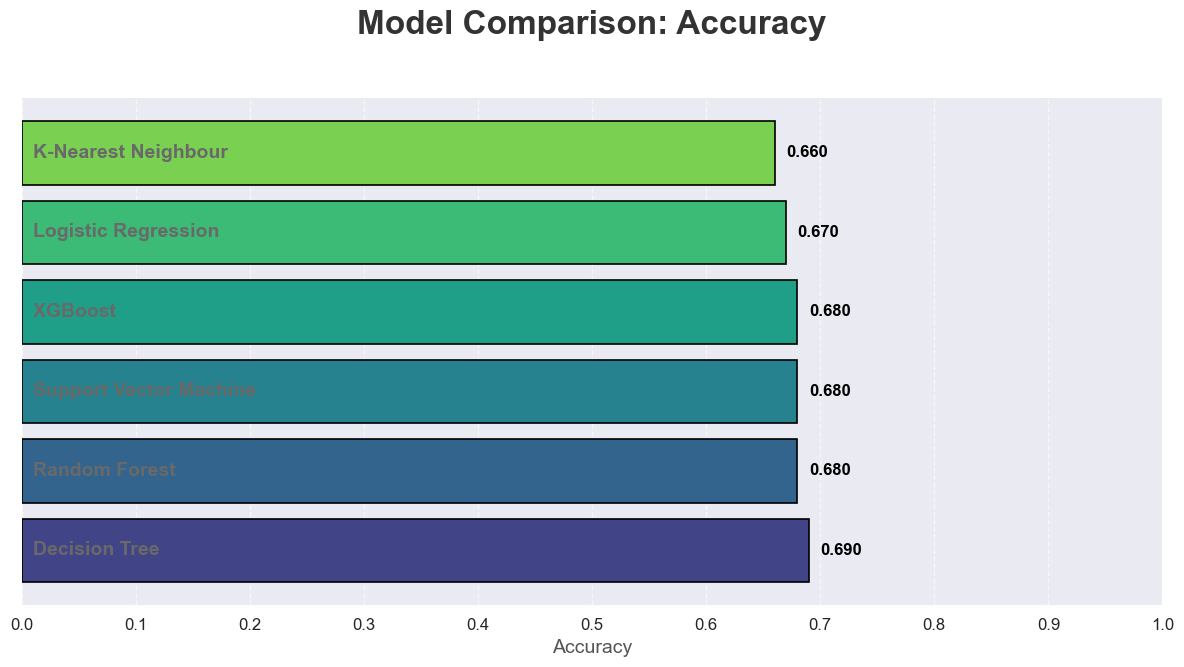 Model Comparison: Accuracy
K-Nearest Neighbour
0.660
Logistic Regression
0.670
XGBoost
0.680
Support Vector Machine
0.680
Random Forest
0.680
Decision Tree
0.690
0.0 0.1 0.2 0.3 0.4 0.5 0.6 0.7 0.8 0.9 1.0
Accuracy